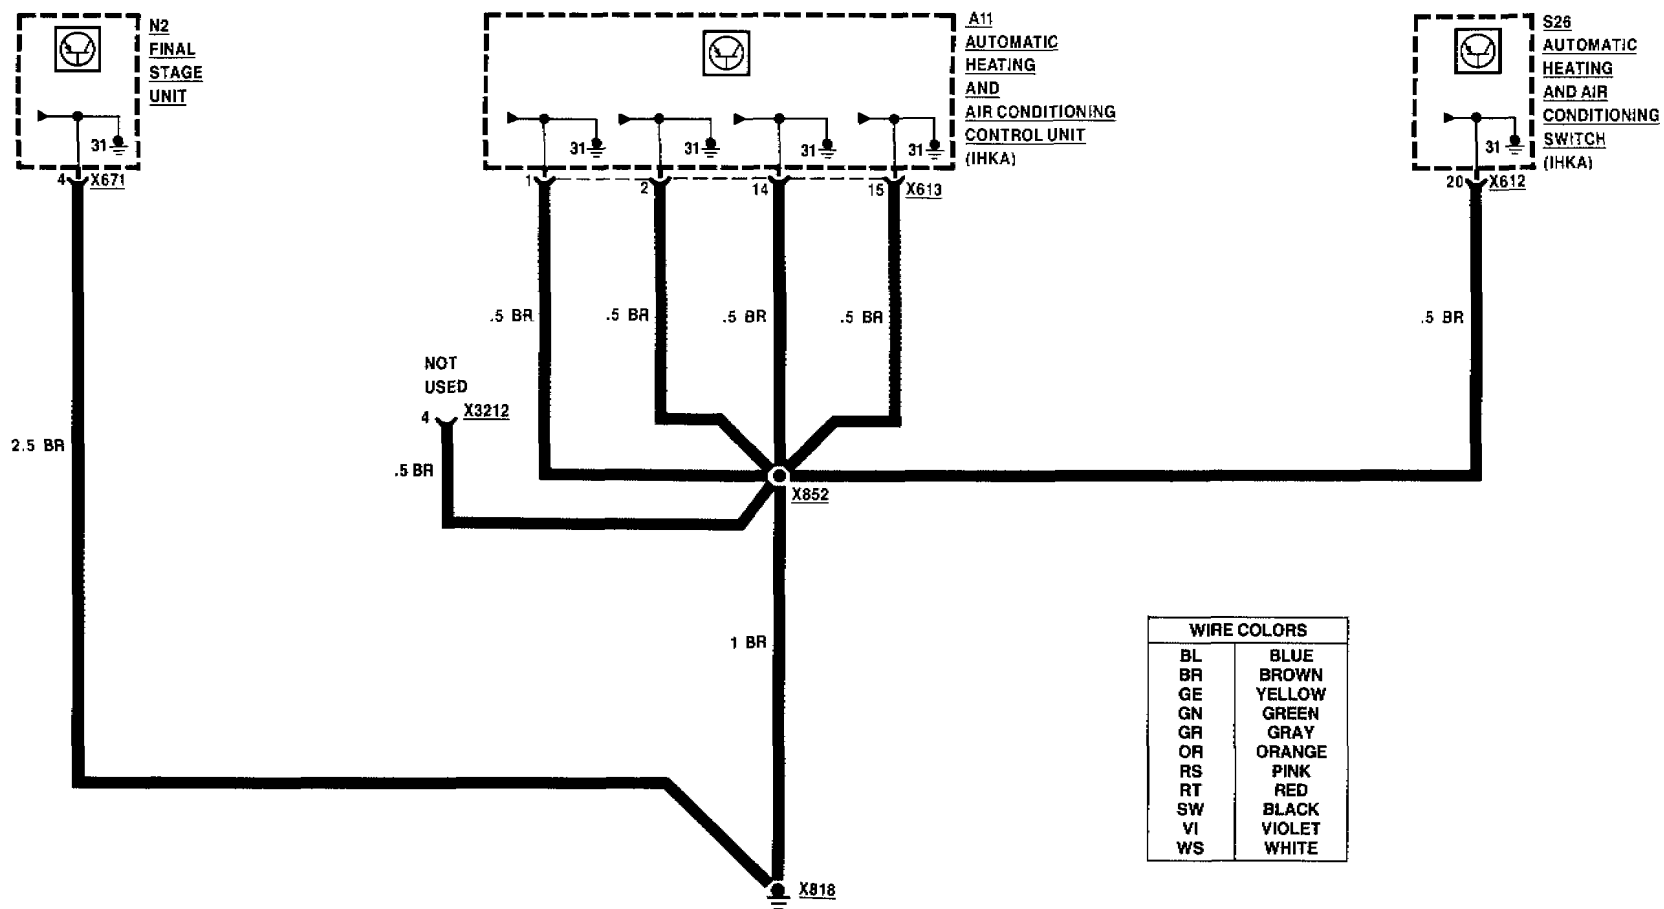 N2
FINAL
STAGE
UNIT
31
4
X671
A11
AUTOMATIC
HEATING
AND
AIR CONDITIONING
CONTROL UNIT
(IHKA)
31
31
31
31
1
2
14
15
X613
S26
AUTOMATIC
HEATING
AND AIR
CONDITIONING
SWITCH
(IHKA)
31
20
X612
.5 BR
.5 BR
.5 BR
.5 BR
.5 BR
NOT
USED
4
X3212
.5 BR
2.5 BR
X852
1 BR
X818
WIRE COLORS
BL BLUE
BR BROWN
GE YELLOW
GN GREEN
GR GRAY
OR ORANGE
RS PINK
RT RED
SW BLACK
VI VIOLET
WS WHITE